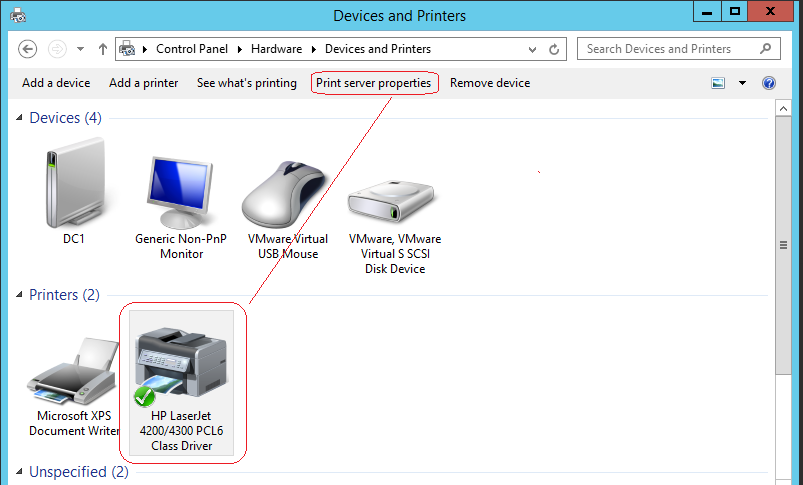 Devices and Printers
Control Panel Hardware Devices and Printers
Search Devices and Printers
Add a device Add a printer See what's printing Print server properties Remove device
Devices (4)
DC1
Generic Non-PnP
Monitor
VMware Virtual
USB Mouse
VMware, VMware
Virtual S SCSI
Disk Device
Printers (2)
Microsoft XPS
Document Writer
HP LaserJet
4200/4300 PCL6
Class Driver
Unspecified (2)